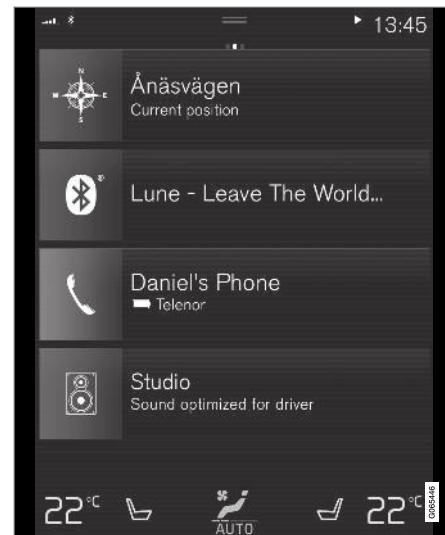 13:45
N
E
S
Ånäsvägen
Current position
Lune - Leave The World...
Daniel's Phone
Telenor
Studio
Sound optimized for driver
22°C
AUTO
22°C
G065446